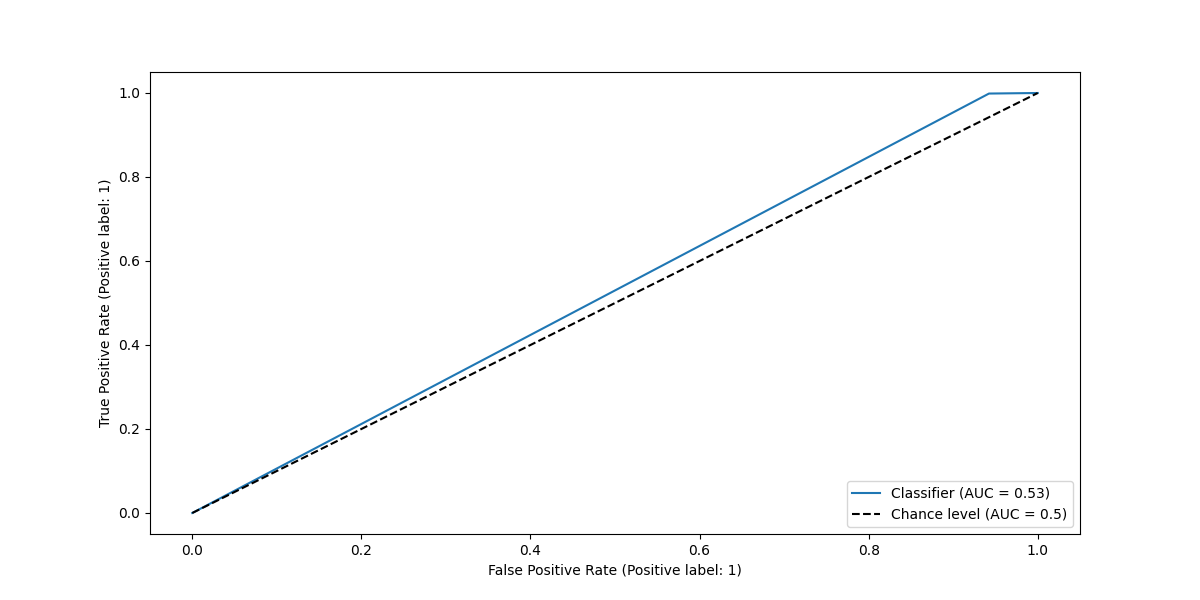 True Positive Rate (Positive label: 1)
1.0
0.8
0.6
0.4
0.2
0.0
Classifier (AUC = 0.53)
Chance level (AUC = 0.5)
0.0 0.2 0.4 0.6 0.8 1.0
False Positive Rate (Positive label: 1)